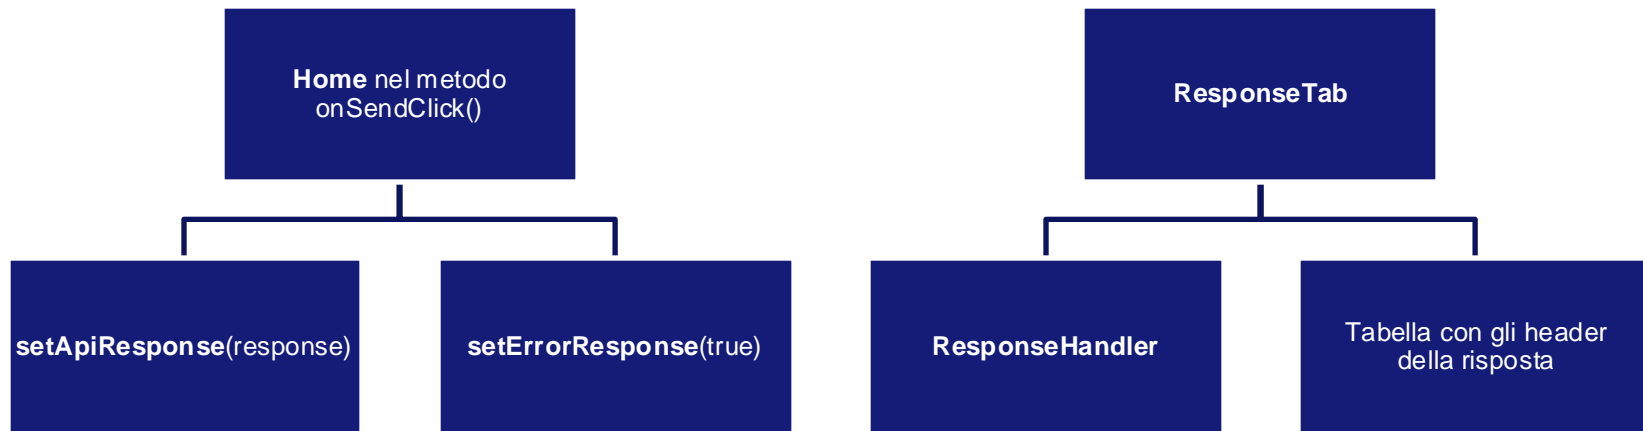 Home nel metodo
onSendClick()
ResponseTab
setApiResponse(response)
setErrorResponse(true)
ResponseHandler
Tabella con gli header
della risposta